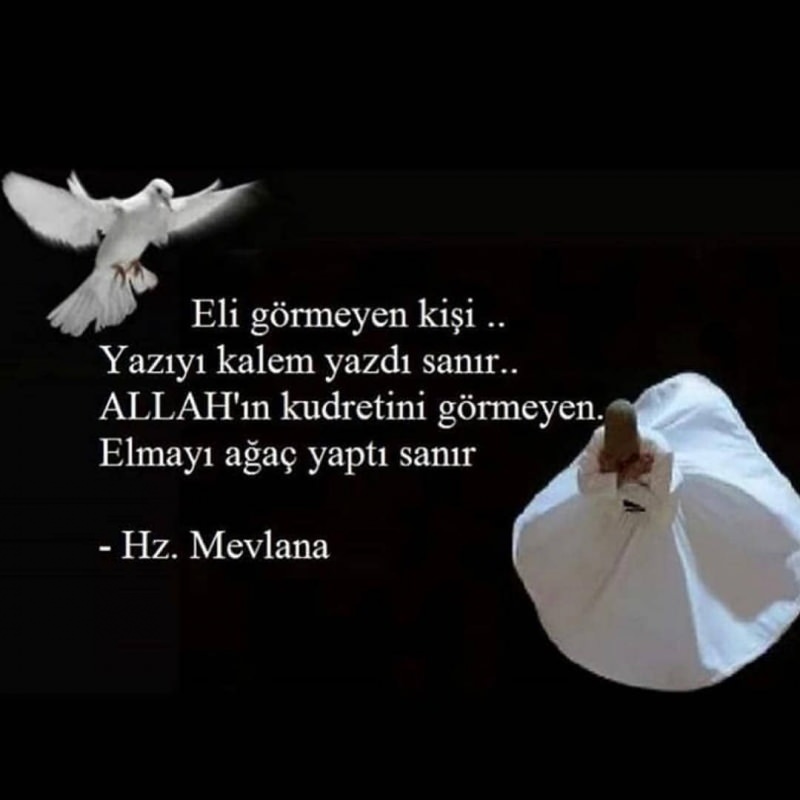 Eli görmeyen kişi ..
Yazıyı kalem yazdı sanır..
ALLAH'ın kudretini görmeyen.
Elmayı ağaç yaptı sanır
- Hz. Mevlana